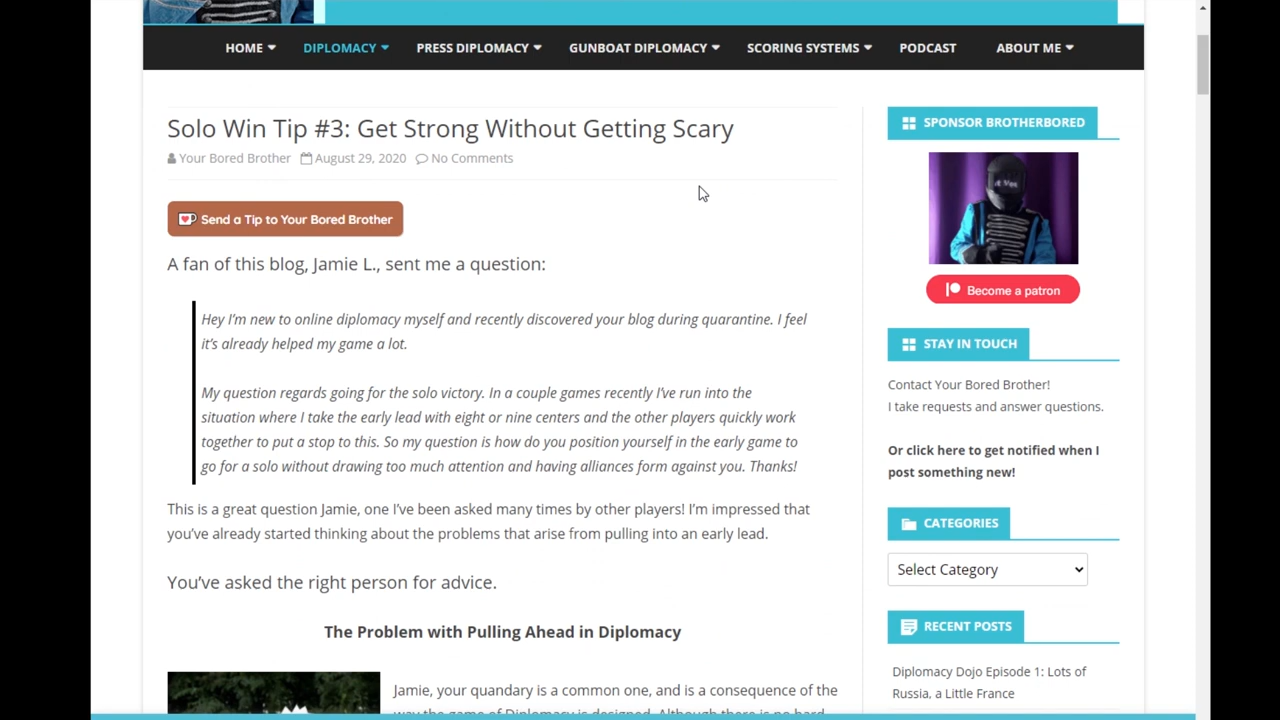 HOME DIPLOMACY PRESS DIPLOMACY GUNBOAT DIPLOMACY SCORING SYSTEMS PODCAST ABOUT ME
Solo Win Tip #3: Get Strong Without Getting Scary
Your Bored Brother August 29, 2020 No Comments
Send a Tip to Your Bored Brother
A fan of this blog, Jamie L., sent me a question:
Hey I'm new to online diplomacy myself and recently discovered your blog during quarantine. I feel
it's already helped my game a lot.
My question regards going for the solo victory. In a couple games recently I've run into the
situation where I take the early lead with eight or nine centers and the other players quickly work
together to put a stop to this. So my question is how do you position yourself in the early game to
go for a solo without drawing too much attention and having alliances form against you. Thanks!
This is a great question Jamie, one I've been asked many times by other players! I'm impressed that
you've already started thinking about the problems that arise from pulling into an early lead.
You've asked the right person for advice.
The Problem with Pulling Ahead in Diplomacy
Jamie, your quandary is a common one, and is a consequence of the
way the game of Diplomacy is designed. Although there is no hard
SPONSOR BROTHERBORED
Become a patron
STAY IN TOUCH
Contact Your Bored Brother!
I take requests and answer questions.
Or click here to get notified when I
post something new!
CATEGORIES
Select Category
RECENT POSTS
Diplomacy Dojo Episode 1: Lots of
Russia, a Little France